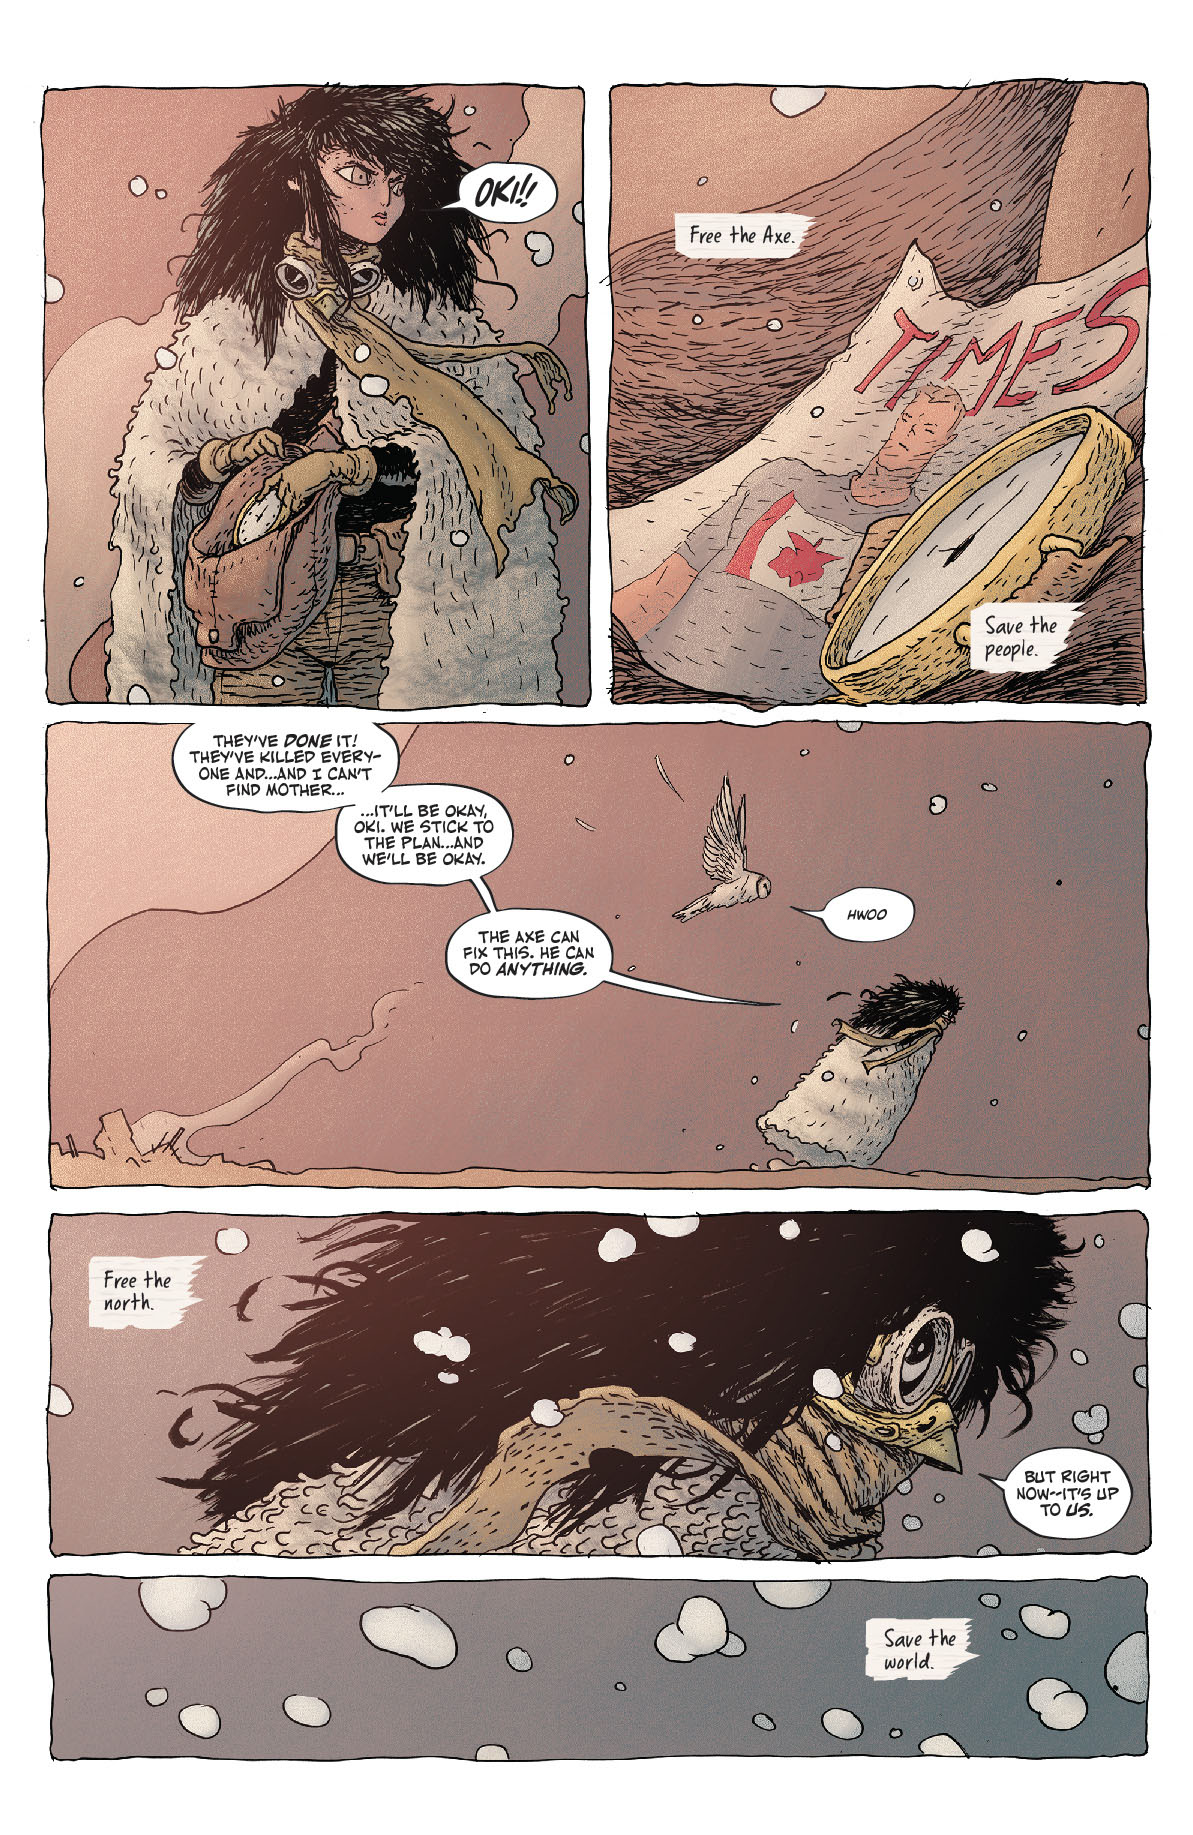 OKI!!
Free the Axe.
TIMES
Save the
people.
THEY'VE DONE IT!
THEY'VE KILLED EVERY-
ONE AND...AND I CAN'T
FIND MOTHER...
...IT'LL BE OKAY,
OKI. WE STICK TO
THE PLAN...AND
WE'LL BE OKAY.
THE AXE CAN
FIX THIS. HE CAN
DO ANYTHING.
HWOO
Free the
north.
BUT RIGHT
NOW--IT'S UP
TO US.
Save the
world.